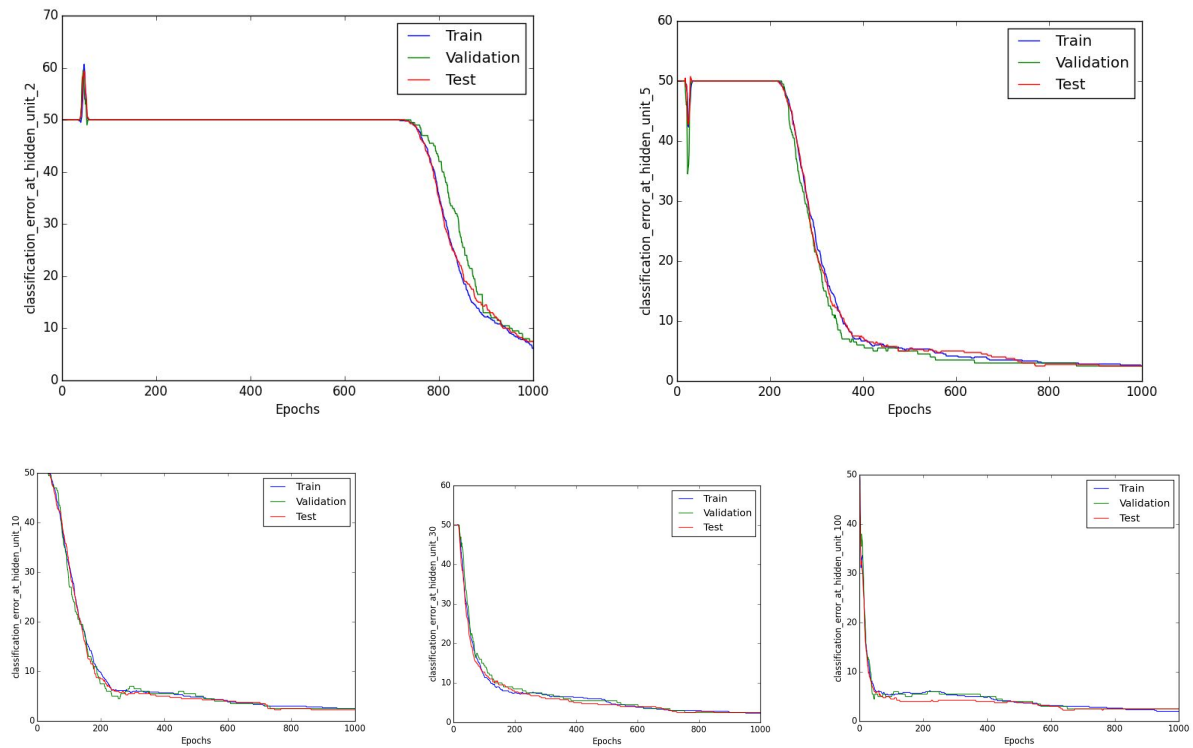 70
60
50
40
30
20
10
0
0 200 400 600 800 1000
Epochs
classification_error_at_hidden_unit_2
Train
Validation
Test
60
50
40
30
20
10
0
0 200 400 600 800 1000
Epochs
classification_error_at_hidden_unit_5
Train
Validation
Test
50
40
30
20
10
0
0 200 400 600 800 1000
Epochs
classification_error_at_hidden_unit_10
Train
Validation
Test
60
50
40
30
20
10
0
0 200 400 600 800 1000
Epochs
classification_error_at_hidden_unit_30
Train
Validation
Test
50
40
30
20
10
0
0 200 400 600 800 1000
Epochs
classification_error_at_hidden_unit_100
Train
Validation
Test